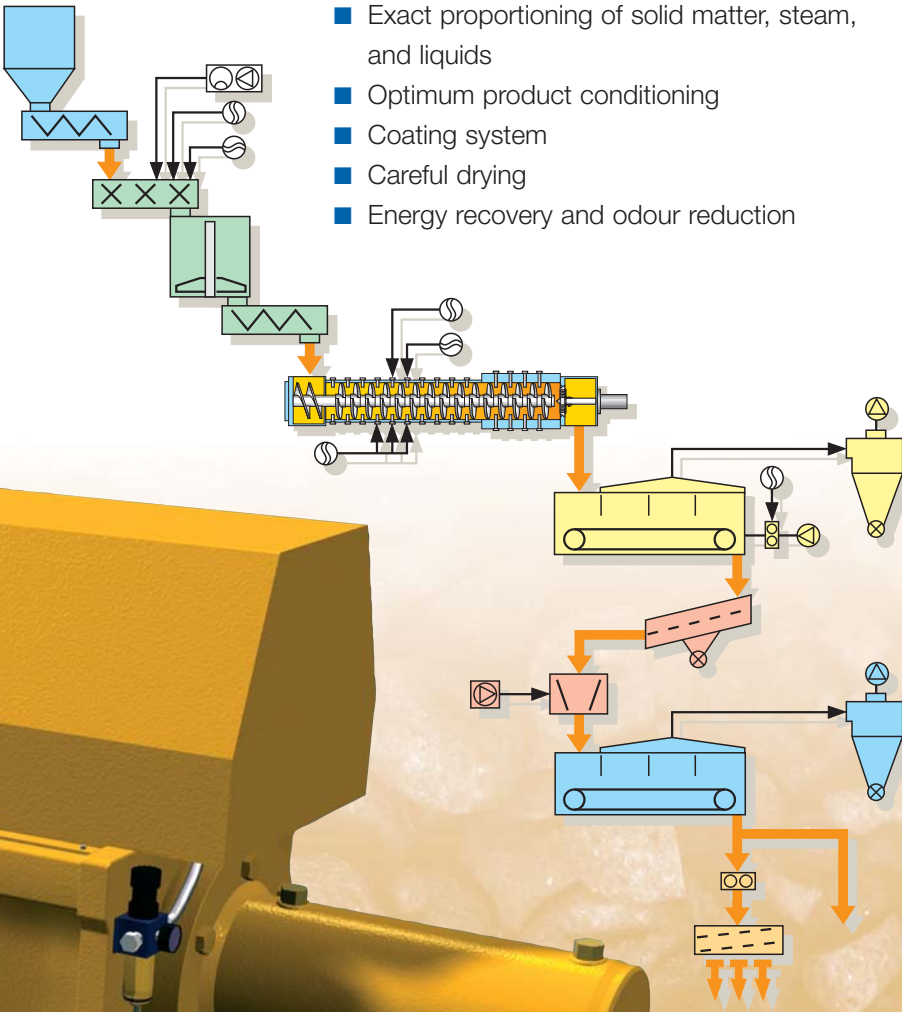 ■ Exact proportioning of solid matter, steam,
and liquids
■ Optimum product conditioning
■ Coating system
■ Careful drying
■ Energy recovery and odour reduction